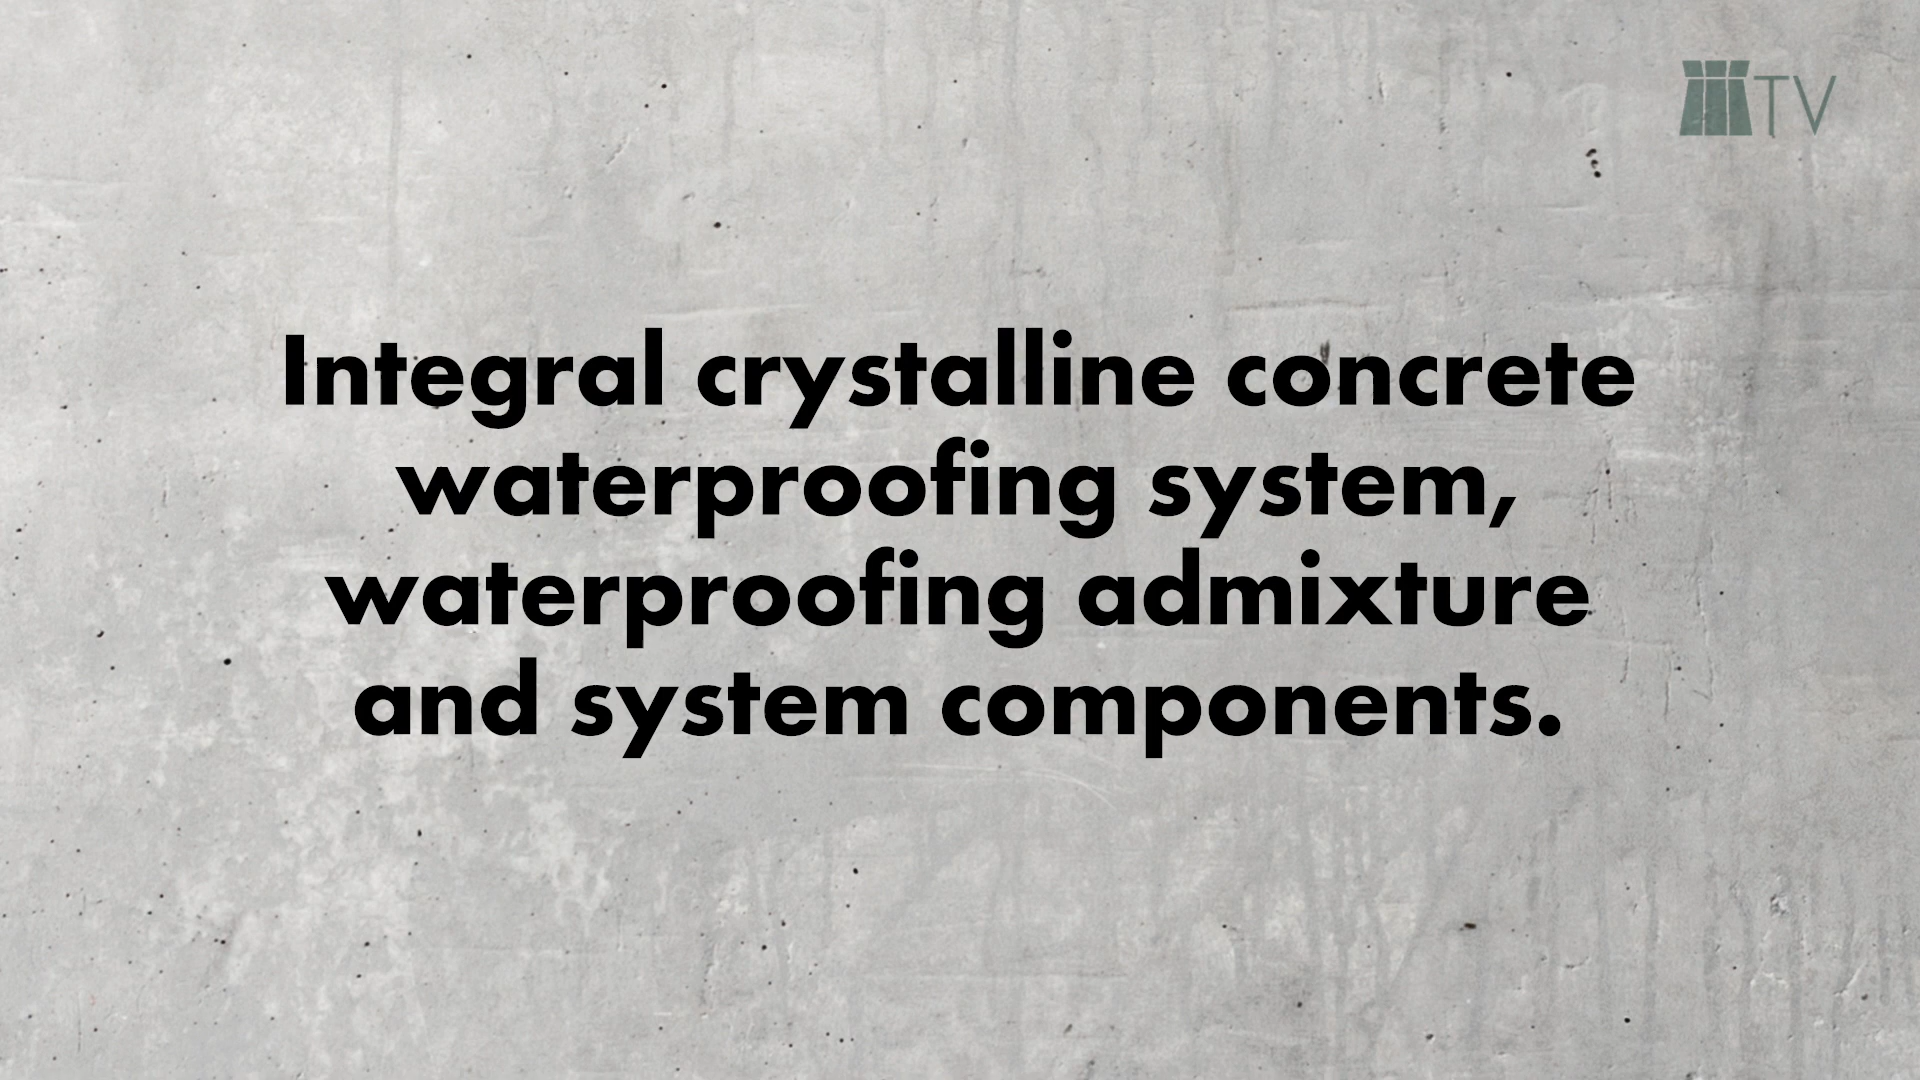 TV
Integral crystalline concrete
waterproofing system,
waterproofing admixture
and system components.